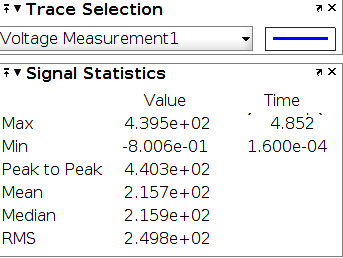 Trace Selection
Voltage Measurement1
Signal Statistics
Value Time
Max 4.395e+02 4.852
Min -8.006e-01 1.600e-04
Peak to Peak 4.403e+02
Mean 2.157e+02
Median 2.159e+02
RMS 2.498e+02